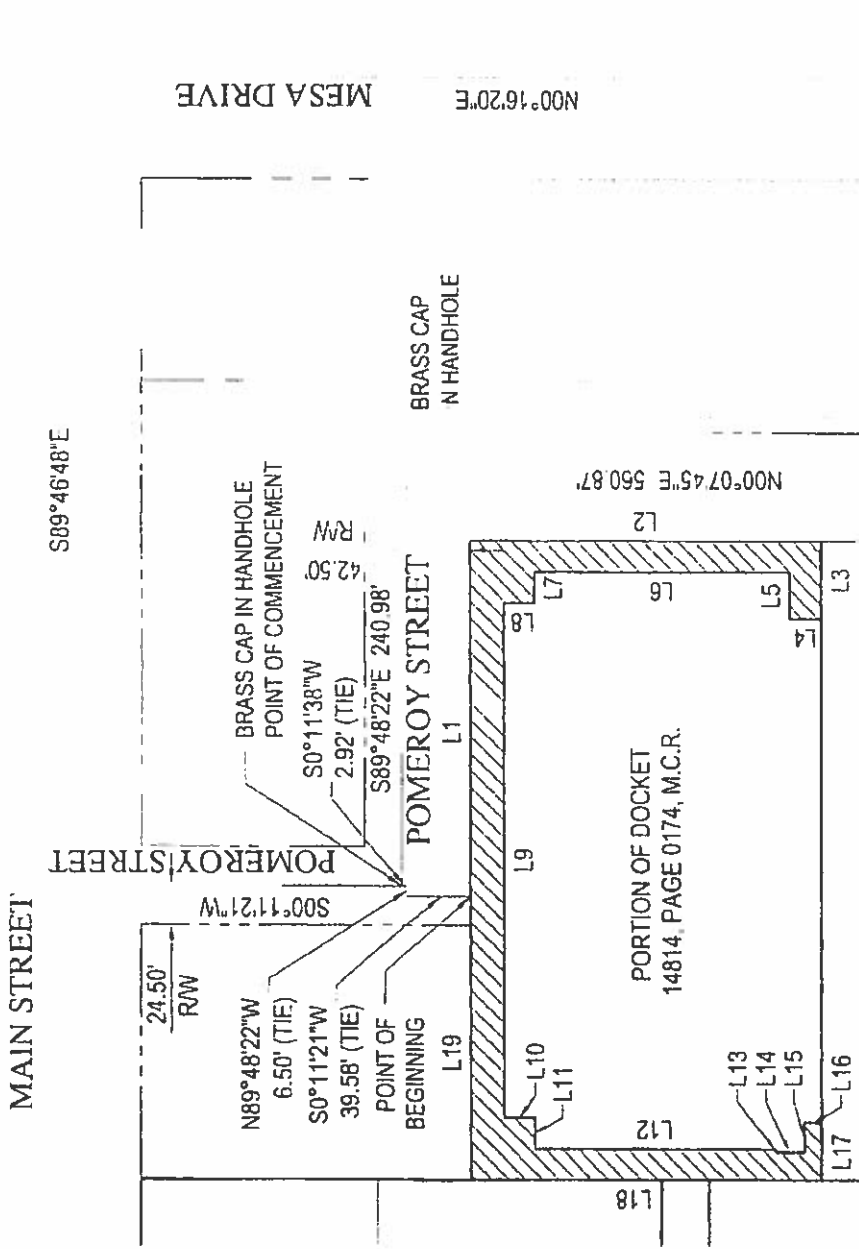 MAIN STREET
S89°46'48"E
MESA DRIVE
N00°16'20"E
24.50'
R/W
POMEROY STREET
S00°11'21"W
BRASS CAP IN HANDHOLE
POINT OF COMMENCEMENT
S0°11'38"W
2.92' (TIE)
S89°48'22"E 240.98'
42.50'
R/W
POMEROY STREET
BRASS CAP
N HANDHOLE
N89°48'22"W
6.50' (TIE)
S0°11'21"W
39.58' (TIE)
POINT OF
BEGINNING
L19
L1
L2
N00°07'45"E 560.87'
L9
L8
L7
L6
L5
L4
L3
L10
L11
L12
PORTION OF DOCKET
14814, PAGE 0174, M.C.R.
L13
L14
L15
L16
L17
L18